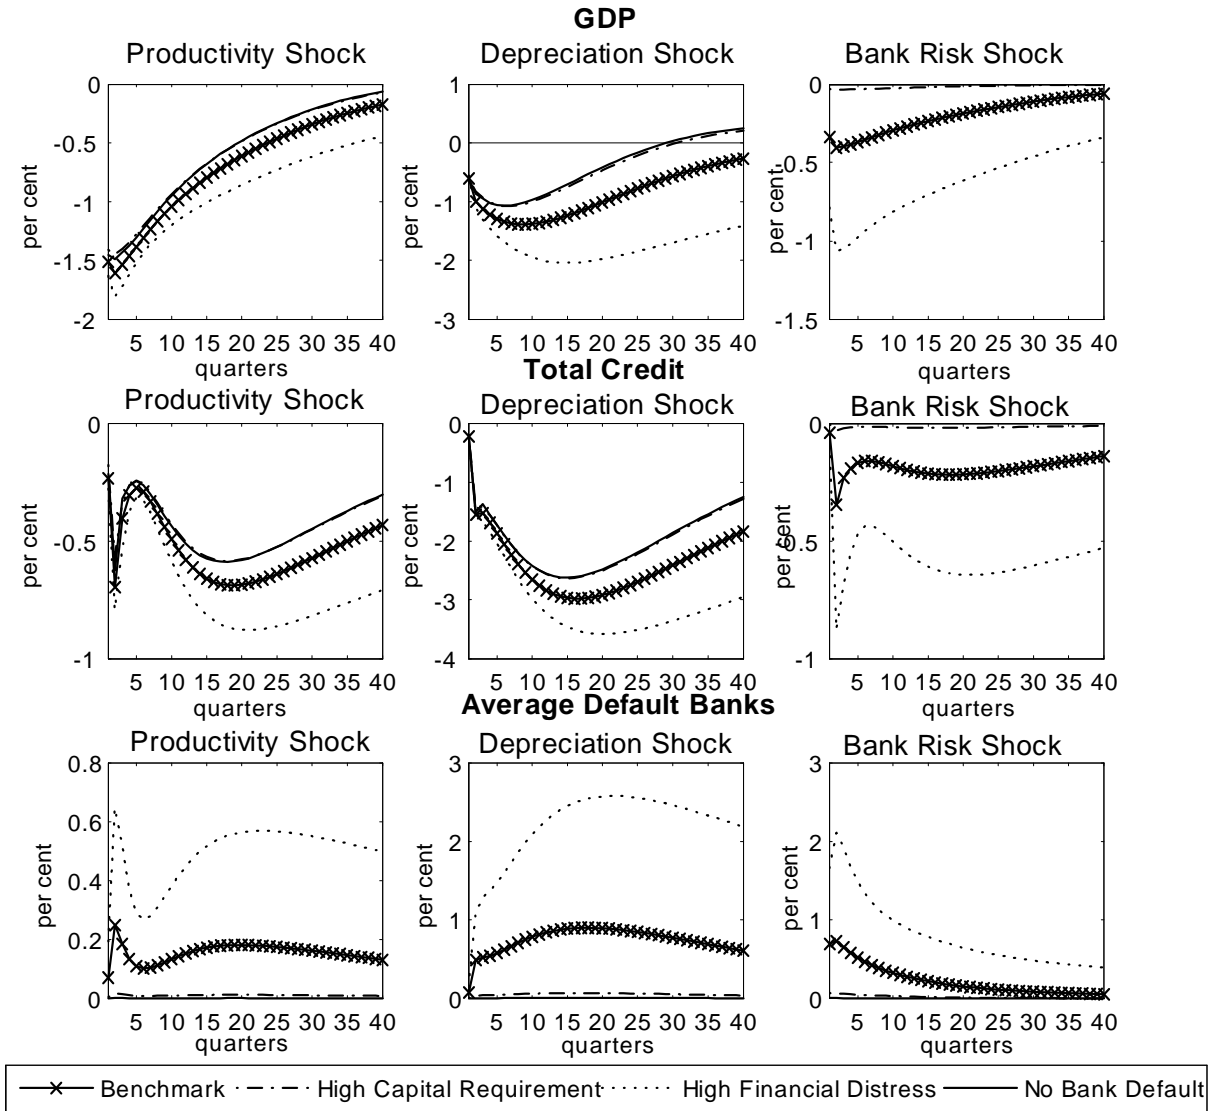 GDP
Productivity Shock
Depreciation Shock
Bank Risk Shock
per cent
0
-0.5
-1
-1.5
-2
5 10 15 20 25 30 35 40
quarters
per cent
1
0
-1
-2
-3
5 10 15 20 25 30 35 40
per cent
0
-0.5
-1
-1.5
5 10 15 20 25 30 35 40
quarters
Total Credit
Productivity Shock
Depreciation Shock
Bank Risk Shock
per cent
0
-0.5
-1
5 10 15 20 25 30 35 40
quarters
per cent
0
-1
-2
-3
-4
5 10 15 20 25 30 35 40
per cent
0
-0.5
-1
5 10 15 20 25 30 35 40
quarters
Average Default Banks
Productivity Shock
Depreciation Shock
Bank Risk Shock
per cent
0.8
0.6
0.4
0.2
0
5 10 15 20 25 30 35 40
quarters
per cent
3
2
1
0
5 10 15 20 25 30 35 40
quarters
per cent
3
2
1
0
5 10 15 20 25 30 35 40
quarters
Benchmark High Capital Requirement High Financial Distress No Bank Default